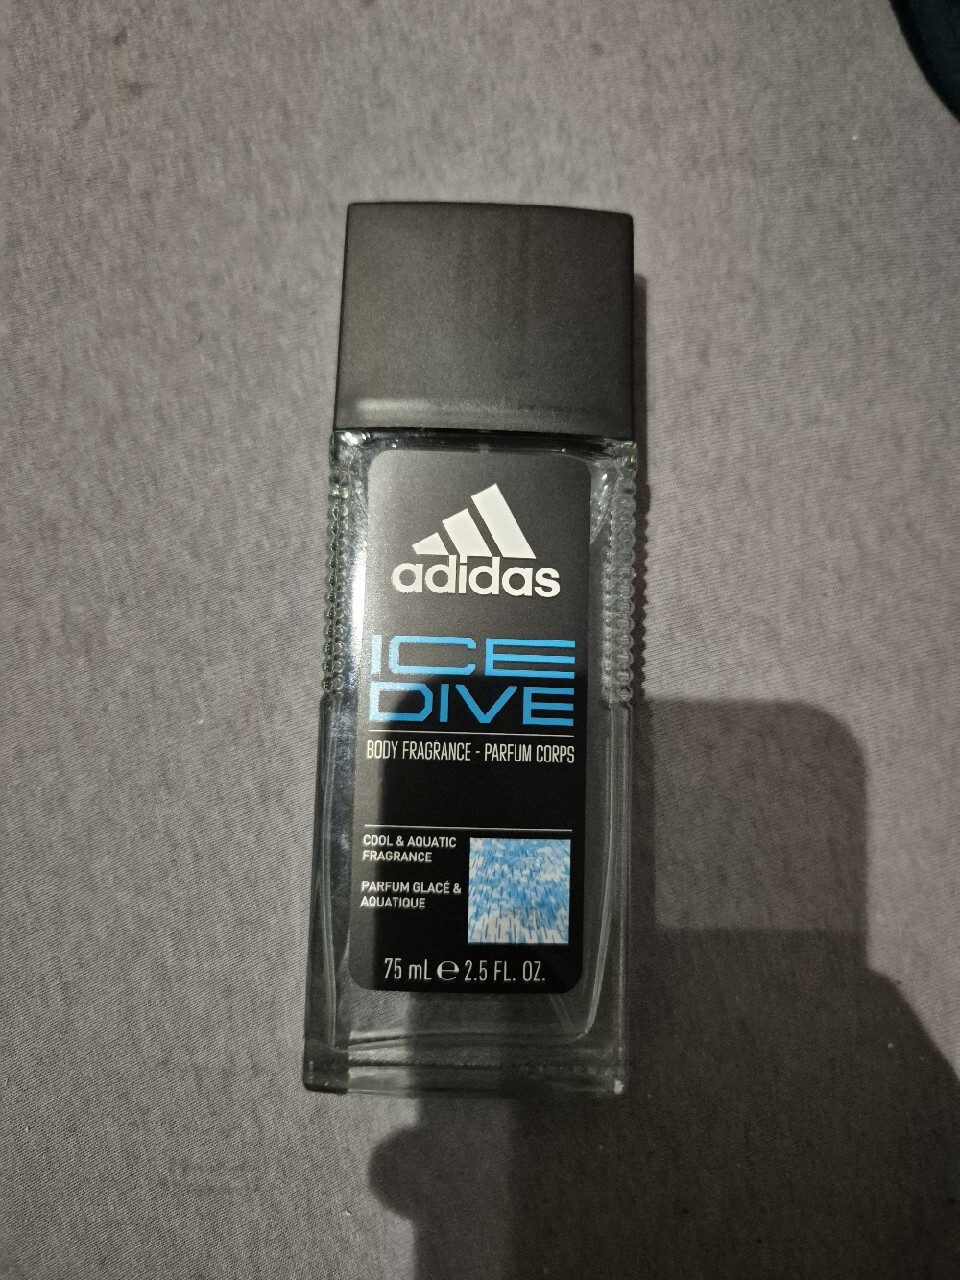 adidas
ICE
DIVE
BODY FRAGRANCE - PARFUM CORPS
COOL & AQUATIC
FRAGRANCE
PARFUM GLACÉ &
AQUATIQUE
75 mL ℮ 2.5 FL. OZ.